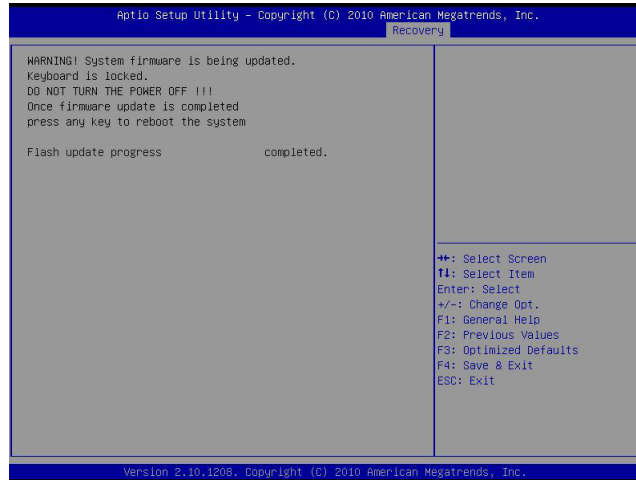 Aptio Setup Utility – Copyright (C) 2010 American Megatrends, Inc.
Recovery
WARNING! System firmware is being updated.
Keyboard is locked.
DO NOT TURN THE POWER OFF !!!
Once firmware update is completed
press any key to reboot the system
Flash update progress completed.
→←: Select Screen
↑↓: Select Item
Enter: Select
+/-: Change Opt.
F1: General Help
F2: Previous Values
F3: Optimized Defaults
F4: Save & Exit
ESC: Exit
Version 2.10.1208. Copyright (C) 2010 American Megatrends, Inc.